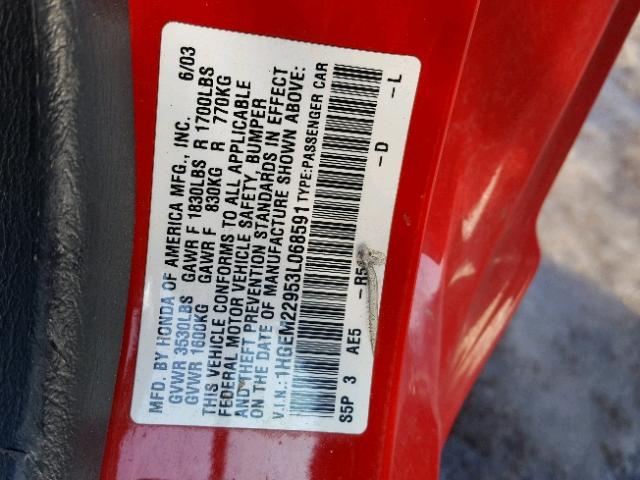 MFD. BY HONDA OF AMERICA MFG., INC. 6/03
GVWR 3530LBS GAWR F 1830LBS R 1700LBS
GVWR 1600KG GAWR F 830KG R 770KG
THIS VEHICLE CONFORMS TO ALL APPLICABLE
FEDERAL MOTOR VEHICLE SAFETY, BUMPER
AND THEFT PREVENTION STANDARDS IN EFFECT
ON THE DATE OF MANUFACTURE SHOWN ABOVE:
V.I.N.:1HGEM22953L068591 TYPE:PASSENGER CAR
S5P 3 AE5 -R5 -D -L